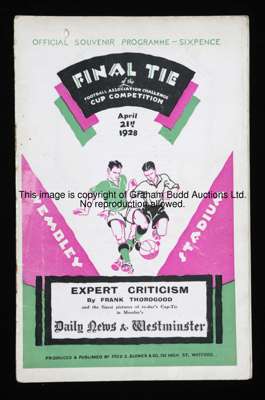 OFFICIAL SOUVENIR PROGRAMME—SIXPENCE
FINAL TIE
of the
FOOTBALL ASSOCIATION CHALLENGE
CUP COMPETITION
April
21st
1928
This image is copyright of Graham Budd Auctions Ltd.
No reproduction allowed.
WEMBLEY
STADIUM
EXPERT CRITICISM
By FRANK THOROGOOD
and the finest pictures of to-day's Cup-Tie
in Monday's
Daily News & Westminster
PRODUCED & PUBLISHED BY FRED G. BURNER & CO., 110 HIGH ST., WATFORD.